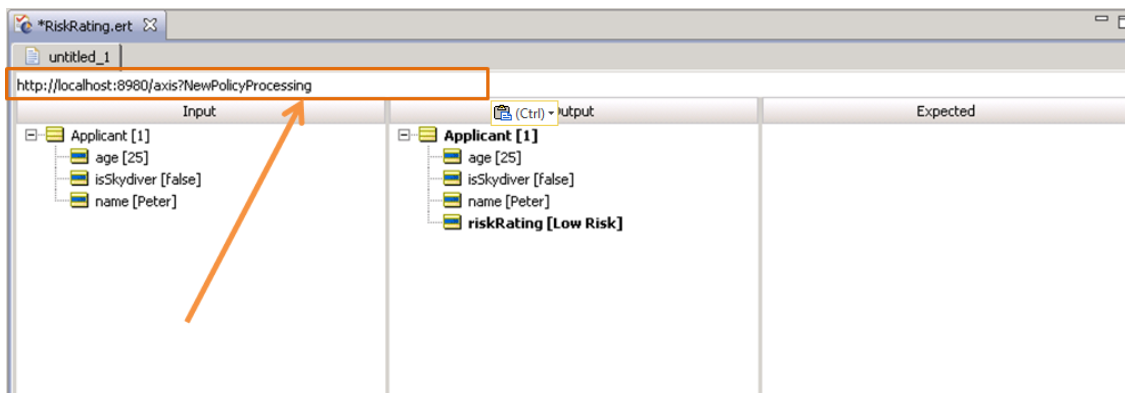 *RiskRating.ert
untitled_1
http://localhost:8980/axis?NewPolicyProcessing
Input
(Ctrl)
utput
Expected
Applicant [1]
age [25]
isSkydiver [false]
name [Peter]
Applicant [1]
age [25]
isSkydiver [false]
name [Peter]
riskRating [Low Risk]